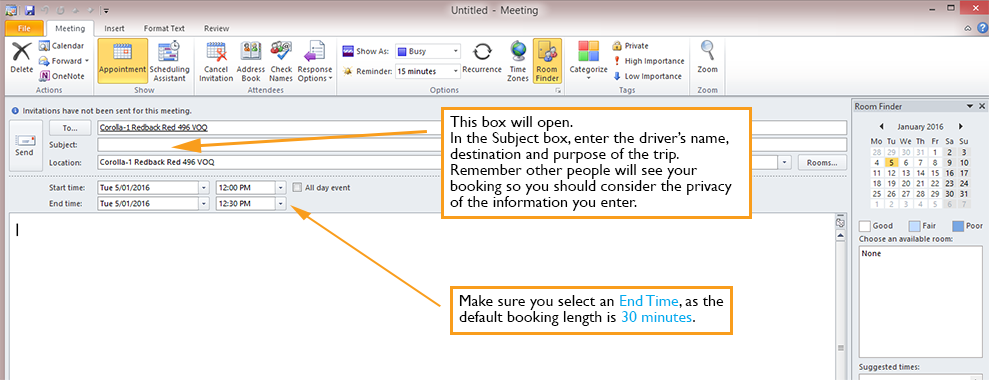 Untitled - Meeting
File Meeting Insert Format Text Review
Delete
Calendar
Forward
OneNote
Actions
Appointment
Scheduling
Assistant
Show
Cancel
Invitation
Address
Book
Check
Names
Response
Options
Attendees
Show As: Busy
Reminder: 15 minutes
Recurrence
Time
Zones
Room
Finder
Options
Categorize
Private
High Importance
Low Importance
Tags
Zoom
Zoom
Invitations have not been sent for this meeting.
Send
To... Corolla-1 Redback Red 496 VOQ
Subject:
Location: Corolla-1 Redback Red 496 VOQ Rooms...
Start time: Tue 5/01/2016 12:00 PM All day event
End time: Tue 5/01/2016 12:30 PM
This box will open.
In the Subject box, enter the driver's name,
destination and purpose of the trip.
Remember other people will see your
booking so you should consider the privacy
of the information you enter.
Make sure you select an End Time, as the
default booking length is 30 minutes.
Room Finder
January 2016
Mo Tu We Th Fr Sa Su
28 29 30 31 1 2 3
4 5 6 7 8 9 10
11 12 13 14 15 16 17
18 19 20 21 22 23 24
25 26 27 28 29 30 31
1 2 3 4 5 6 7
Good Fair Poor
Choose an available room:
None
Suggested times: